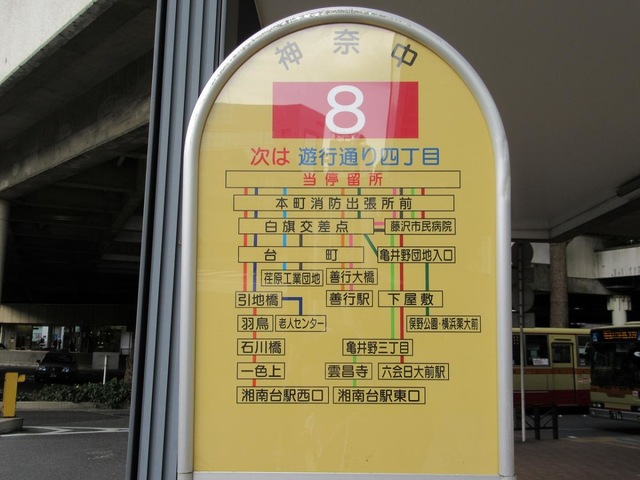 神奈中
8
次は 遊行通り四丁目
当停留所
本町消防出張所前
白旗交差点 藤沢市民病院
台町 亀井野団地入口
荏原工業団地 善行大橋
引地橋 善行駅 下屋敷
羽鳥 老人センター 俣野公園・横浜薬大前
石川橋 亀井野三丁目
一色上 雲昌寺 六会日大前駅
湘南台駅西口 湘南台駅東口